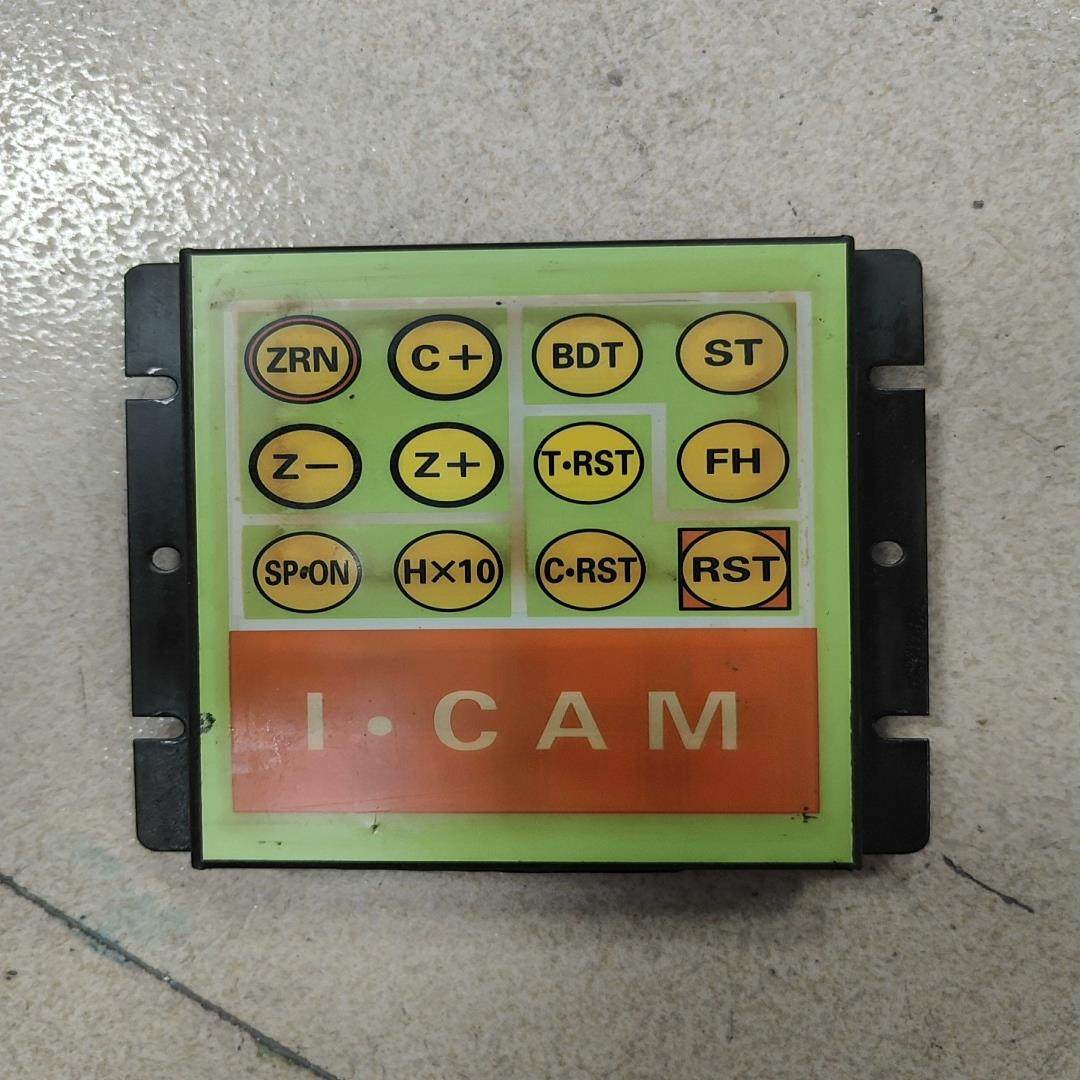 ZRN C+ BDT ST
Z− Z+ T•RST FH
SP•ON H×10 C•RST RST
I•CAM